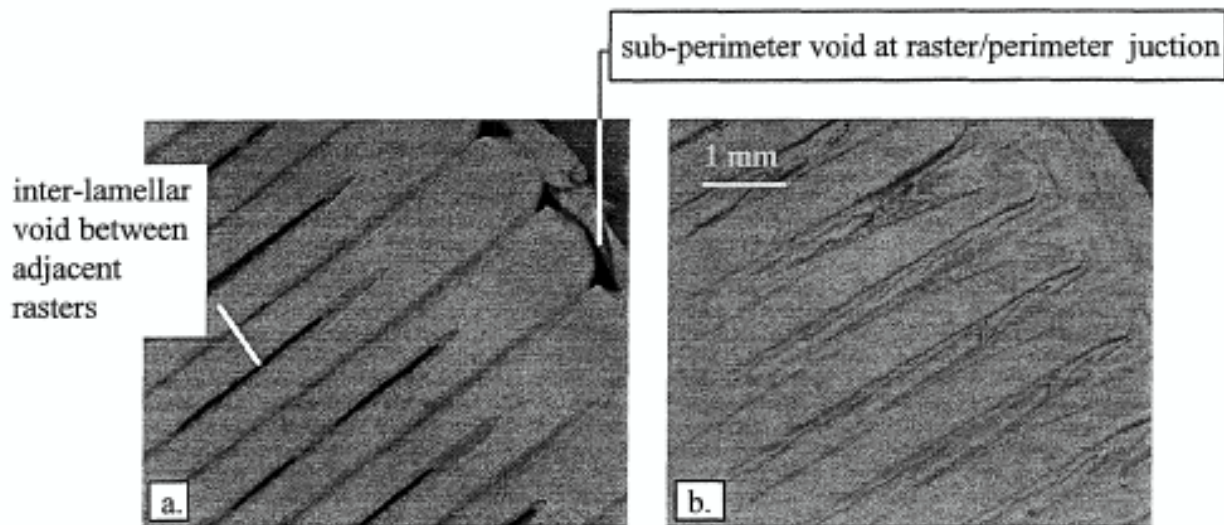 sub-perimeter void at raster/perimeter juction
inter-lamellar
void between
adjacent
rasters
1 mm
a.
b.